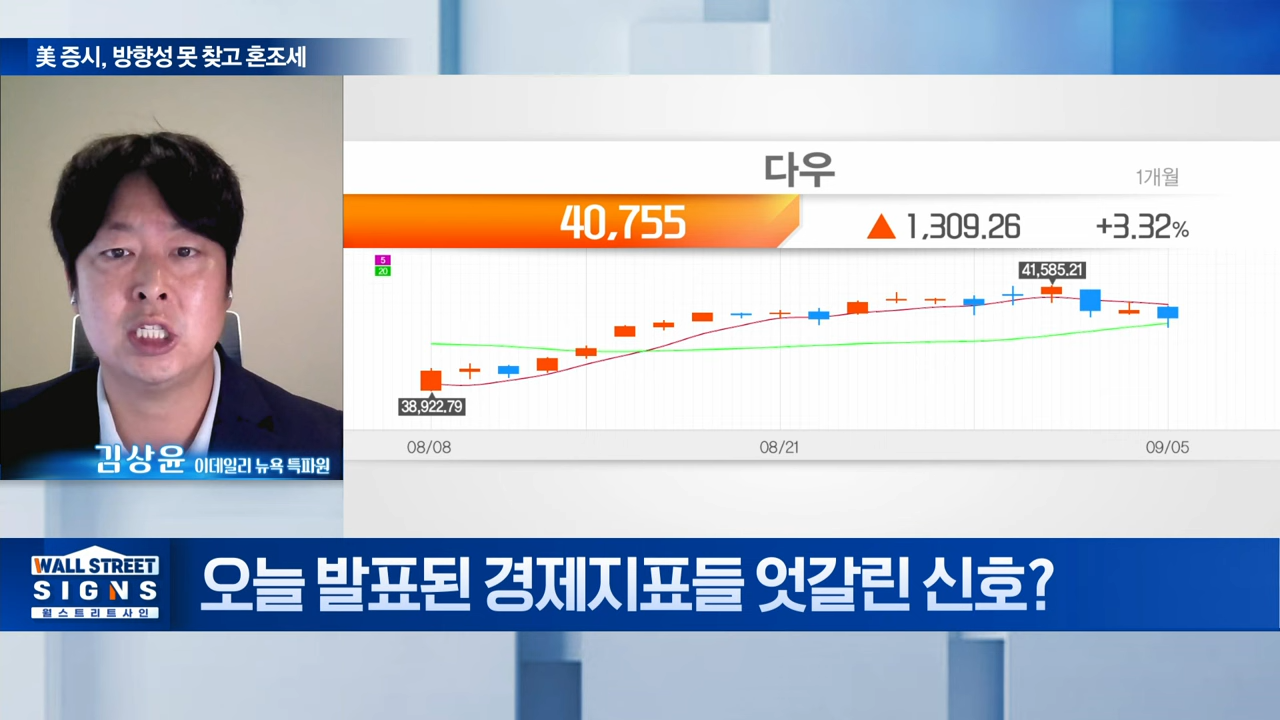 美 증시, 방향성 못 찾고 혼조세
다우
1개월
40,755
▲ 1,309.26
+3.32%
5
20
41,585.21
38,922.79
08/08
08/21
09/05
김상윤 이데일리 뉴욕 특파원
WALL STREET
SIGNS
월스트리트사인
오늘 발표된 경제지표들 엇갈린 신호?